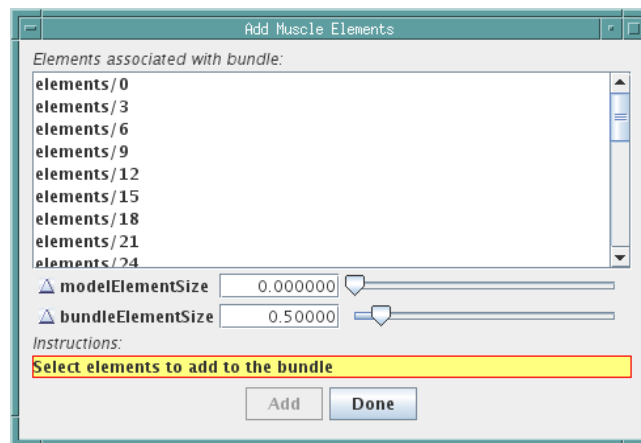 Add Muscle Elements
Elements associated with bundle:
elements/0
elements/3
elements/6
elements/9
elements/12
elements/15
elements/18
elements/21
elements/24
modelElementSize 0.000000
bundleElementSize 0.50000
Instructions:
Select elements to add to the bundle
Add Done